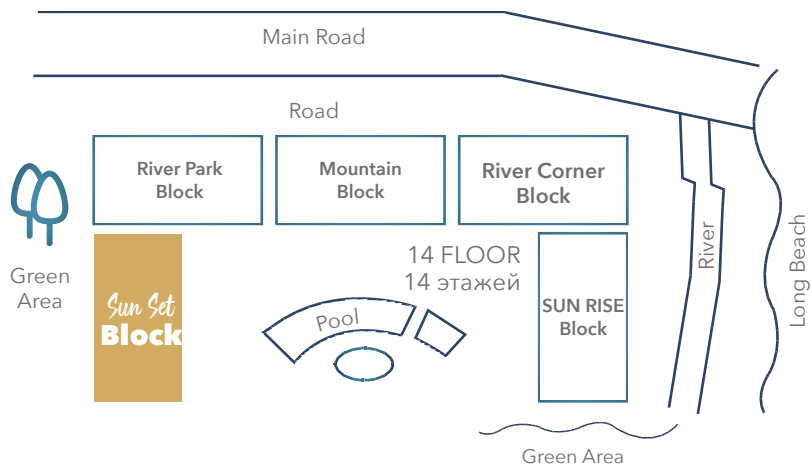 Main Road
Road
River Park
Block
Mountain
Block
River Corner
Block
Green
Area
Sun Set
Block
14 FLOOR
14 этажей
Pool
SUN RISE
Block
River
Long Beach
Green Area